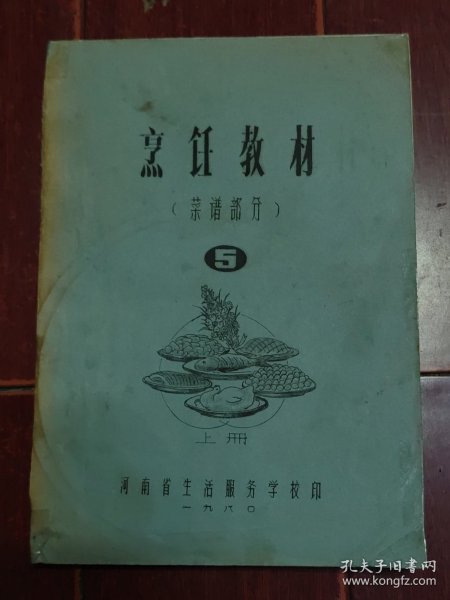 烹饪教材
（菜谱部分）
5
上册
河南省生活服务学校印
一九八〇
孔夫子旧书网
www.kongfz.com